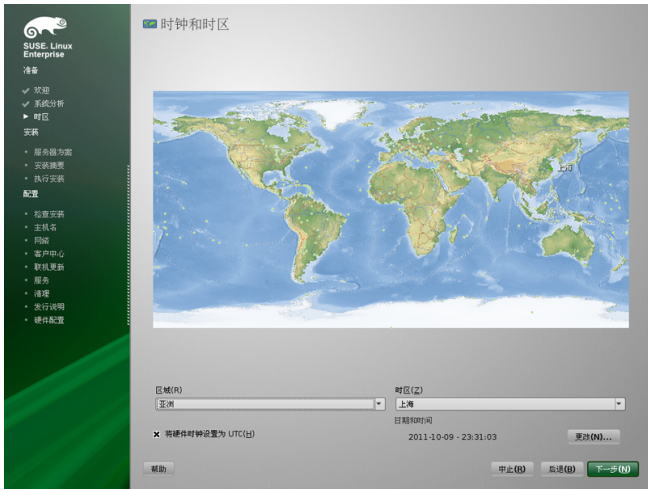 SUSE. Linux
Enterprise
准备
欢迎
系统分析
时区
安装
服务器方案
安装摘要
执行安装
配置
检查安装
主机名
网络
客户中心
联机更新
服务
清理
发行说明
硬件配置
时钟和时区
上海
区域(R)
亚洲
时区(Z)
上海
日期和时间
将硬件时钟设置为 UTC(H)
2011-10-09 - 23:31:03
更改(N)...
帮助
中止(R)
后退(B)
下一步(N)